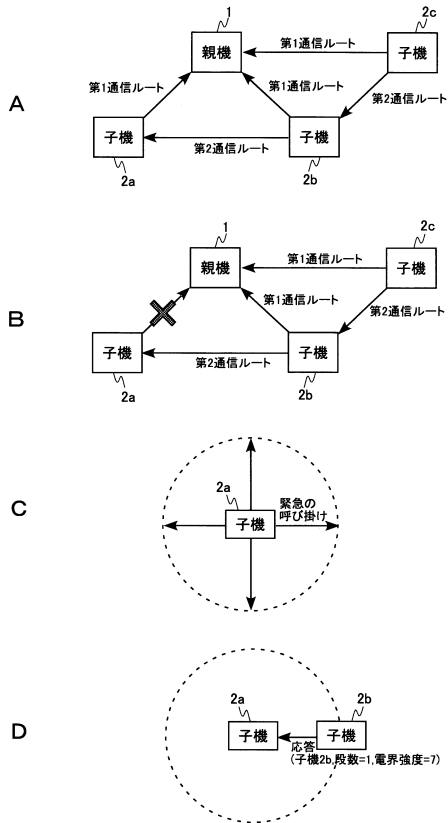 A
1
親機
2c
子機
第1通信ルート
第1通信ルート
第1通信ルート
第2通信ルート
子機
2a
第2通信ルート
子機
2b
B
1
親機
2c
子機
第1通信ルート
第1通信ルート
第2通信ルート
子機
2a
第2通信ルート
子機
2b
C
2a
子機
緊急の
呼び掛け
D
2a
子機
2b
子機
応答
(子機2b,段数=1,電界強度=7)